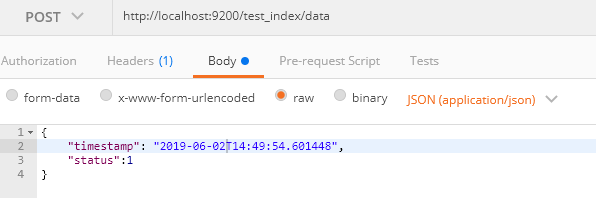 POST http://localhost:9200/test_index/data
Authorization Headers (1) Body Pre-request Script Tests
form-data x-www-form-urlencoded raw binary JSON (application/json)
1 {
2 "timestamp": "2019-06-02T14:49:54.601448",
3 "status":1
4 }